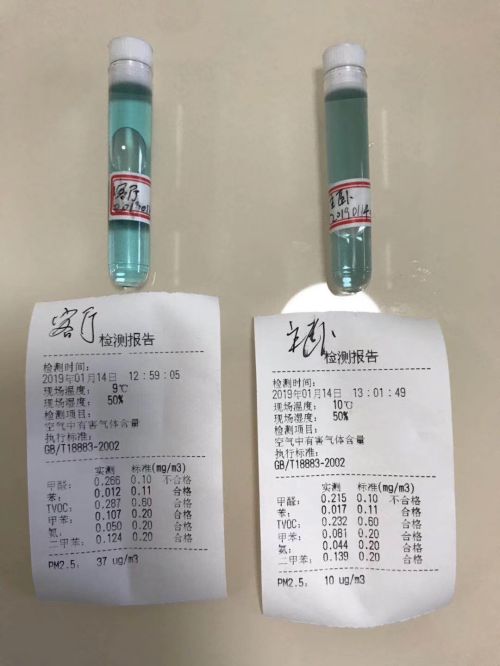 客厅
2019011
主卧
20190114
客厅
检测报告
检测时间:
2019年01月14日 12:59:05
现场温度: 9℃
现场湿度: 50%
检测项目:
空气中有害气体含量
执行标准:
GB/T18883-2002
实测 标准(mg/m3)
甲醛: 0.266 0.10 不合格
苯: 0.012 0.11 合格
TVOC: 0.287 0.60 合格
甲苯: 0.107 0.20 合格
氨: 0.050 0.20 合格
二甲苯: 0.124 0.20 合格
PM2.5: 37 ug/m3
主卧
检测报告
检测时间:
2019年01月14日 13:01:49
现场温度: 10℃
现场湿度: 50%
检测项目:
空气中有害气体含量
执行标准:
GB/T18883-2002
实测 标准(mg/m3)
甲醛: 0.215 0.10 不合格
苯: 0.017 0.11 合格
TVOC: 0.232 0.60 合格
甲苯: 0.081 0.20 合格
氨: 0.044 0.20 合格
二甲苯: 0.139 0.20 合格
PM2.5: 10 ug/m3